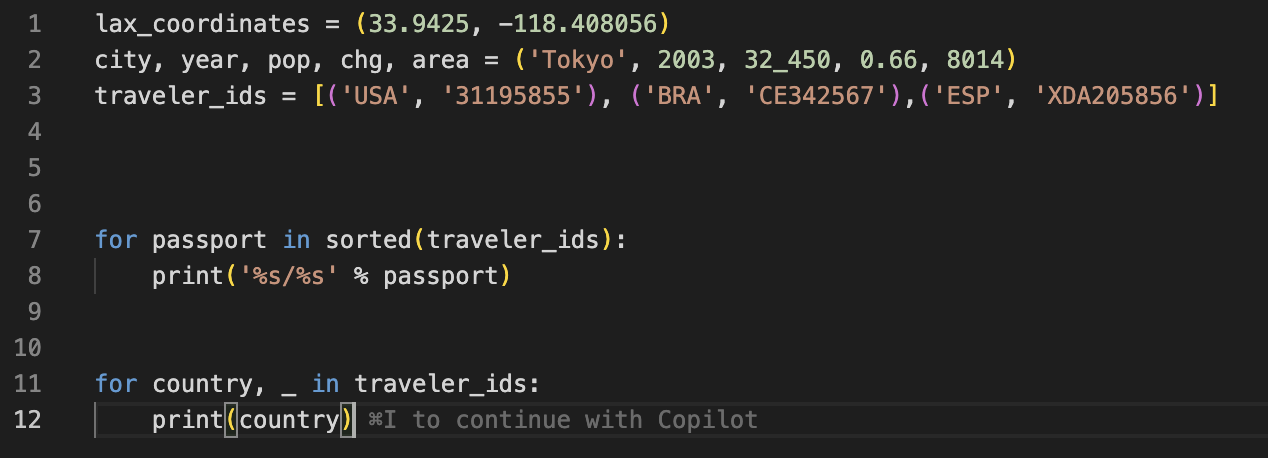 1 lax_coordinates = (33.9425, -118.408056)
2 city, year, pop, chg, area = ('Tokyo', 2003, 32_450, 0.66, 8014)
3 traveler_ids = [('USA', '31195855'), ('BRA', 'CE342567'),('ESP', 'XDA205856')]
4
5
6
7 for passport in sorted(traveler_ids):
8     print('%s/%s' % passport)
9
10
11 for country, _ in traveler_ids:
12     print(country) ⌘I to continue with Copilot